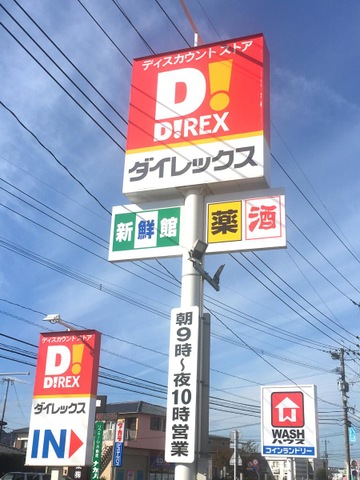 ディスカウント ストア
D!
D!REX
ダイレックス
新鮮館
薬 酒
朝9時～夜10時営業
ディスカウント ストア
D!
D!REX
ダイレックス
IN
WASH
ハウス
コインランドリー